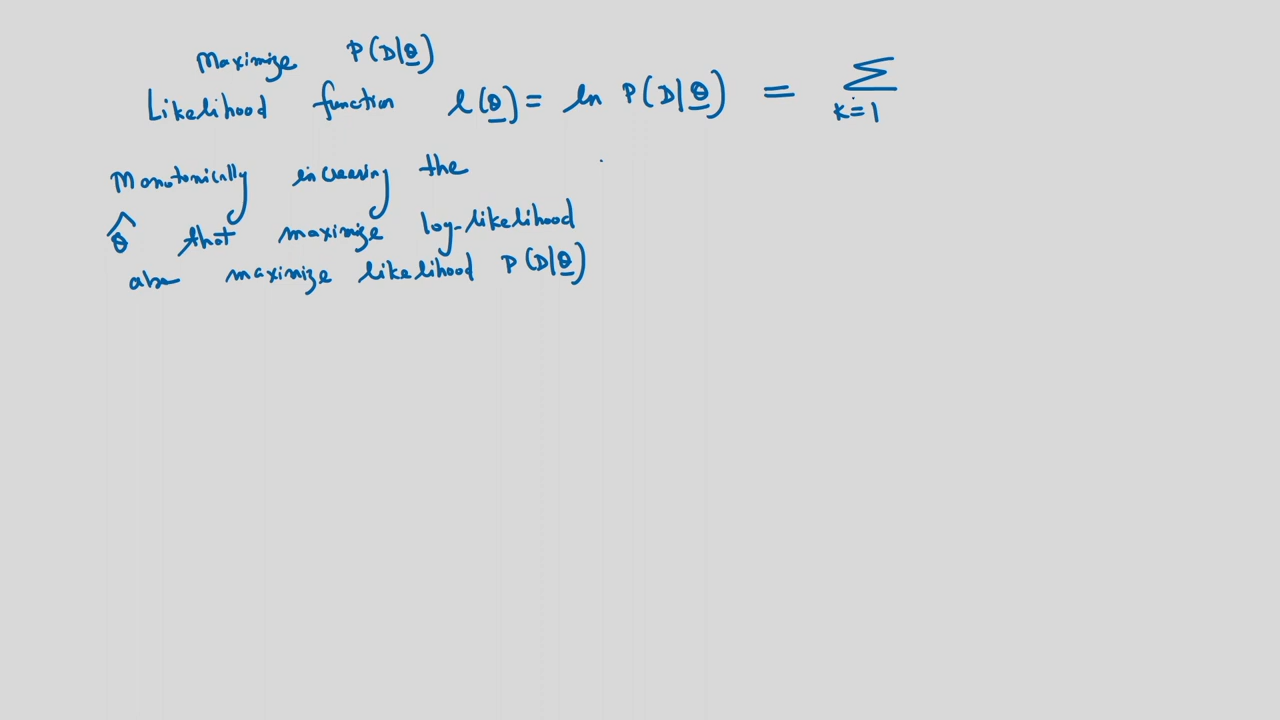 Maximize P(D|θ)
Likelihood function l(θ) = ln P(D|θ) = Σ k=1
Monotonically increasing the
θ̂ that maximize log-likelihood
also maximize likelihood P(D|θ)